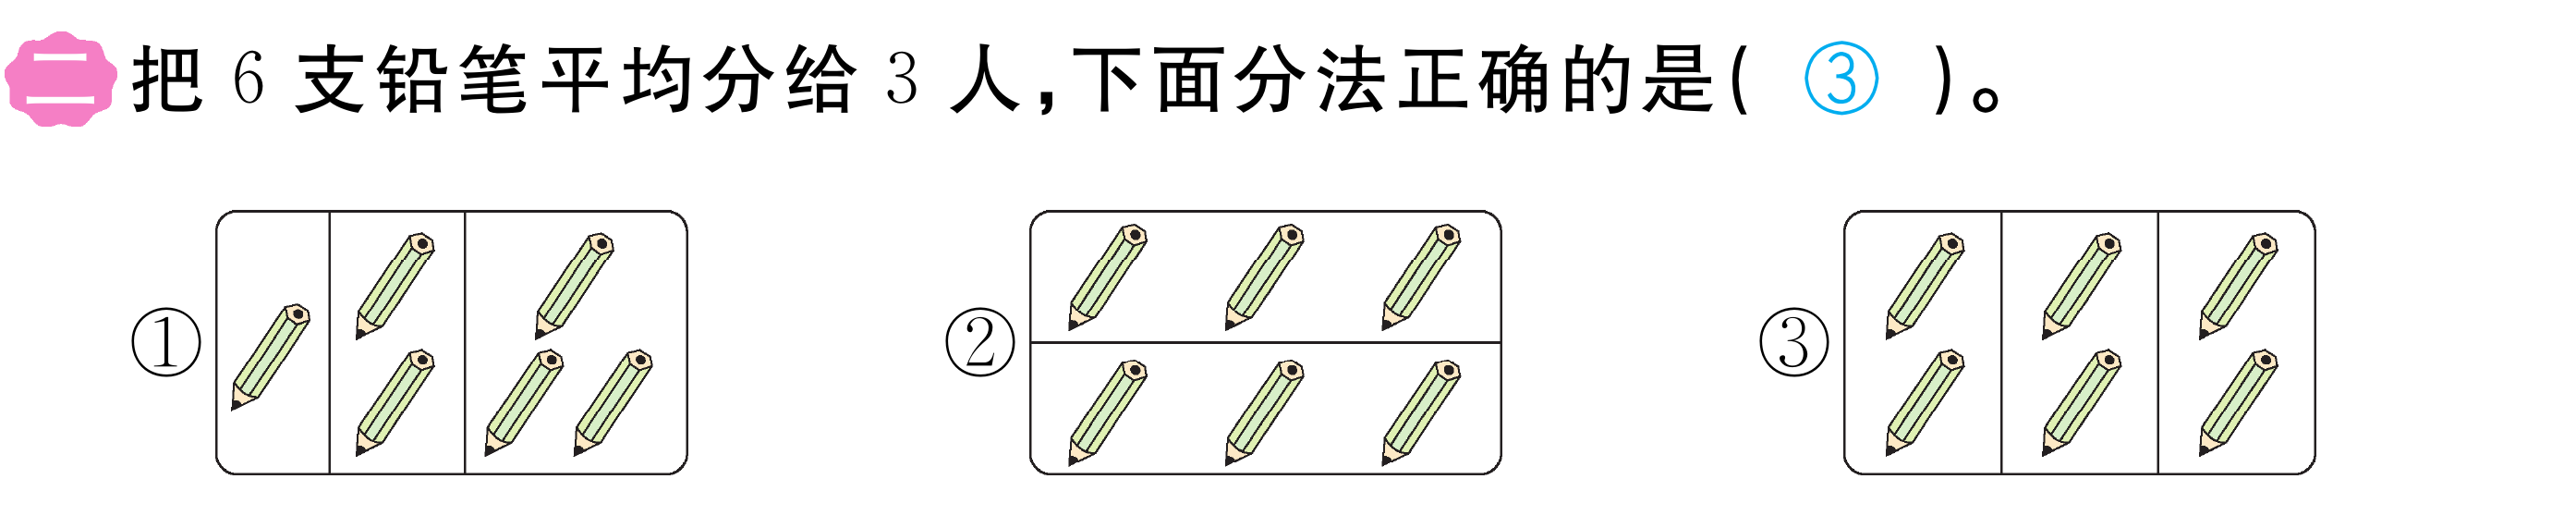 二 把 6 支铅笔平均分给 3 人,下面分法正确的是( ③ )。
① ② ③